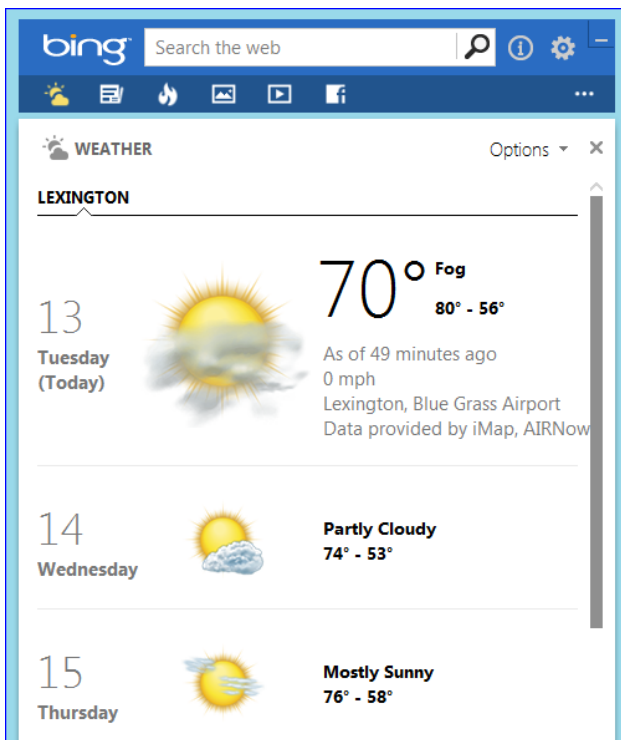 bing
Search the web
WEATHER
Options
LEXINGTON
13
Tuesday
(Today)
70° Fog
80° - 56°
As of 49 minutes ago
0 mph
Lexington, Blue Grass Airport
Data provided by iMap, AIRNow
14
Wednesday
Partly Cloudy
74° - 53°
15
Thursday
Mostly Sunny
76° - 58°